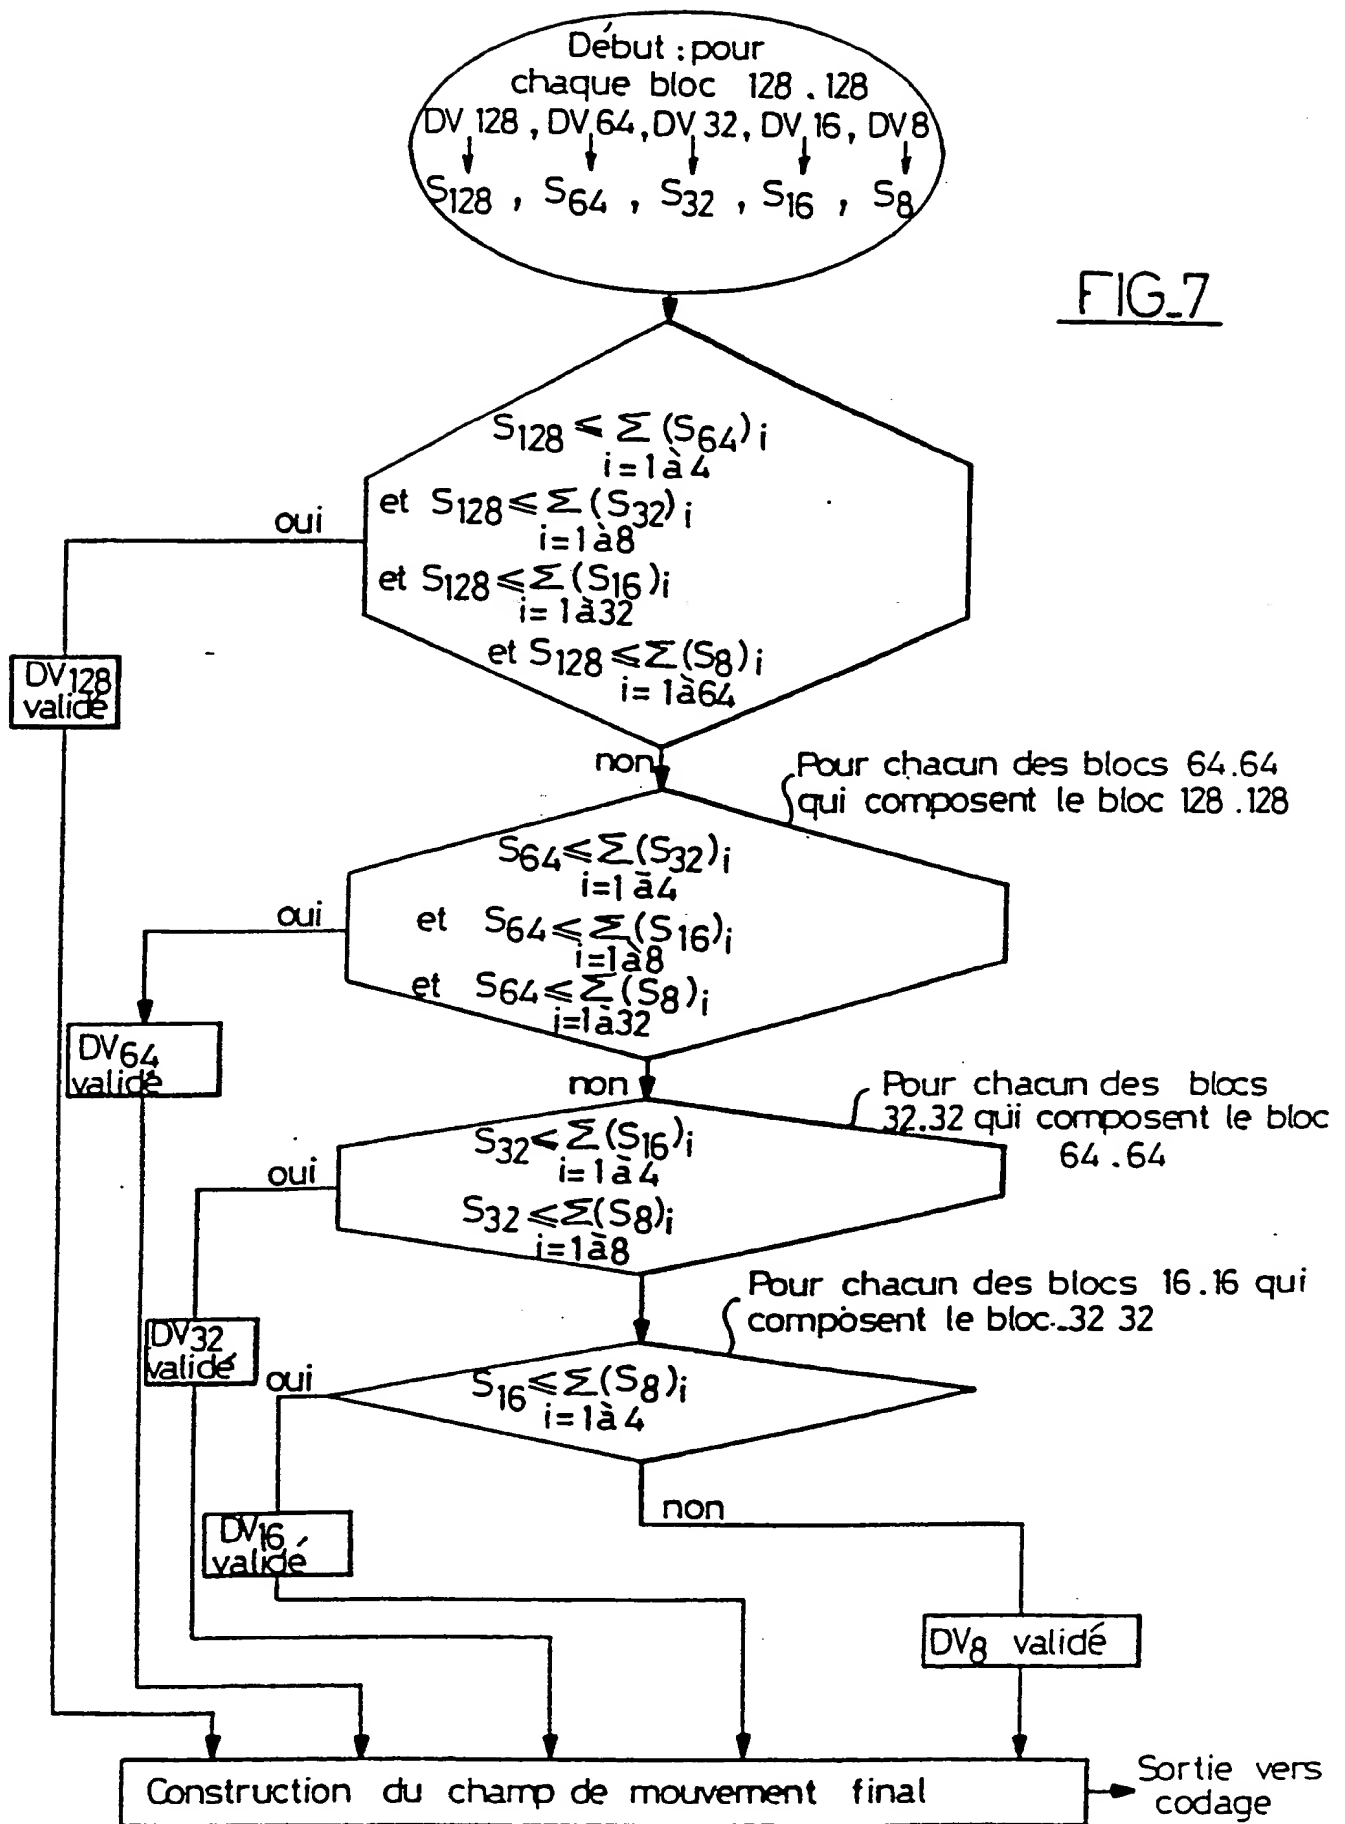 Début : pour
chaque bloc 128 . 128
DV 128 , DV 64 , DV 32 , DV 16 , DV 8
S128 , S64 , S32 , S16 , S8
FIG_7
S128 ⩽ Σ (S64) i
i = 1 à 4
et S128 ⩽ Σ (S32) i
i = 1 à 8
et S128 ⩽ Σ (S16) i
i = 1 à 32
et S128 ⩽ Σ (S8) i
i = 1 à 64
oui
DV128
validé
non
Pour chacun des blocs 64.64
qui composent le bloc 128 .128
S64 ⩽ Σ (S32) i
i = 1 à 4
et S64 ⩽ Σ (S16) i
i = 1 à 8
et S64 ⩽ Σ (S8) i
i = 1 à 32
oui
DV64
validé
non
Pour chacun des blocs
32.32 qui composent le bloc
64 .64
S32 ⩽ Σ (S16) i
i = 1 à 4
S32 ⩽ Σ (S8) i
i = 1 à 8
oui
DV32
validé
Pour chacun des blocs 16 .16 qui
composent le bloc 32 32
S16 ⩽ Σ (S8) i
i = 1 à 4
oui
non
DV16
validé
DV8 validé
Construction du champ de mouvement final
Sortie vers
codage